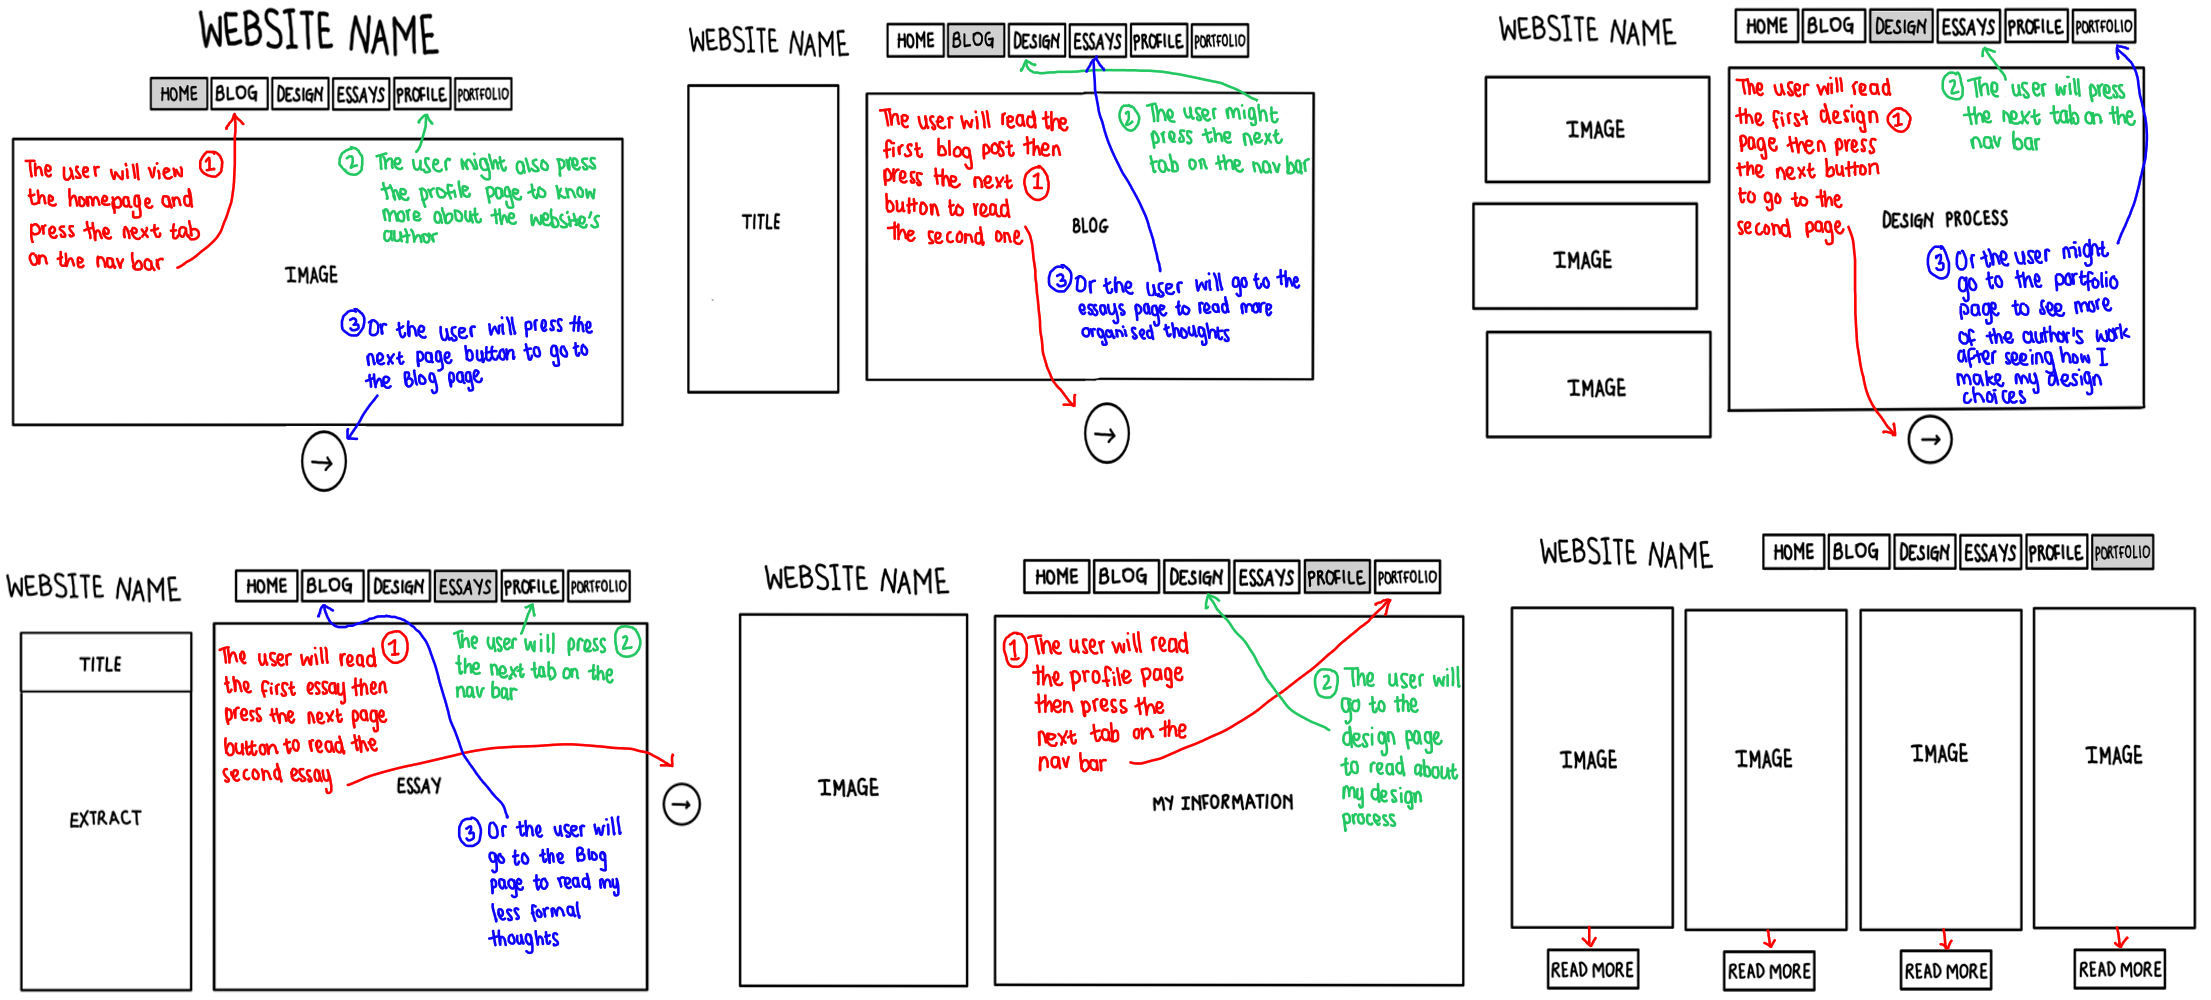 WEBSITE NAME
HOME BLOG DESIGN ESSAYS PROFILE PORTFOLIO
The user will view 1
the homepage and
press the next tab
on the nav bar
2 The user might also press
the profile page to know
more about the website's
author
IMAGE
3 Or the user will press the
next page button to go to
the Blog page
→
WEBSITE NAME
HOME BLOG DESIGN ESSAYS PROFILE PORTFOLIO
TITLE
The user will read the
first blog post then
press the next 1
button to read
the second one
2 The user might
press the next
tab on the nav bar
BLOG
3 Or the user will go to the
essays page to read more
organised thoughts
→
WEBSITE NAME
HOME BLOG DESIGN ESSAYS PROFILE PORTFOLIO
IMAGE
IMAGE
IMAGE
The user will read
the first design 1
page then press
the next button
to go to the
second page
2 The user will press
the next tab on the
nav bar
DESIGN PROCESS
3 Or the user might
go to the portfolio
page to see more
of the author's work
after seeing how I
make my design
choices
→
WEBSITE NAME
HOME BLOG DESIGN ESSAYS PROFILE PORTFOLIO
TITLE
EXTRACT
The user will read 1
the first essay then
press the next page
button to read the
second essay
The user will press 2
the next tab on the
nav bar
ESSAY
3 Or the user will
go to the Blog
page to read my
less formal
thoughts
→
WEBSITE NAME
HOME BLOG DESIGN ESSAYS PROFILE PORTFOLIO
IMAGE
1 The user will read
the profile page
then press the
next tab on the
nav bar
2 The user will
go to the
design page
to read about
my design
process
MY INFORMATION
WEBSITE NAME
HOME BLOG DESIGN ESSAYS PROFILE PORTFOLIO
IMAGE
IMAGE
IMAGE
IMAGE
READ MORE
READ MORE
READ MORE
READ MORE